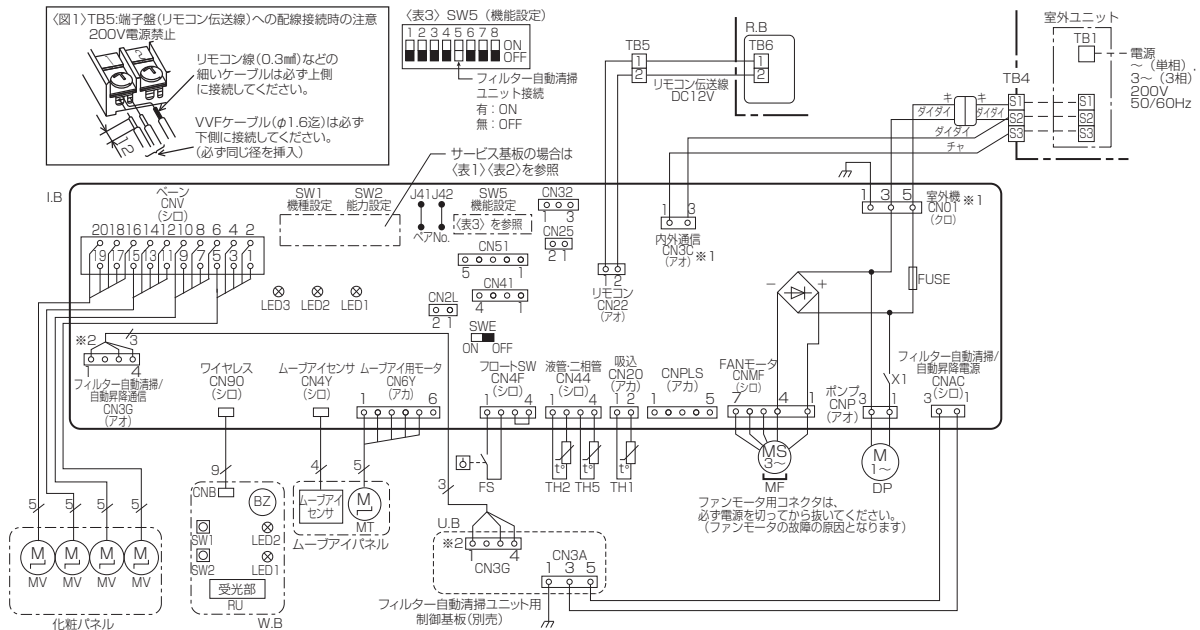 〈図1〉TB5:端子盤(リモコン伝送線)への配線接続時の注意
200V電源禁止
リモコン線(0.3㎟)などの
細いケーブルは必ず上側
に接続してください。
VVFケーブル(φ1.6迄)は必ず
下側に接続してください。
(必ず同じ径を挿入)
12
〈表3〉SW5(機能設定)
1 2 3 4 5 6 7 8
ON
OFF
フィルター自動清掃
ユニット接続
有:ON
無:OFF
サービス基板の場合は
〈表1〉〈表2〉を参照
R.B
TB5
TB6
1
2
1
2
リモコン伝送線
DC12V
室外ユニット
TB1
電源
~(単相),
3~(3相)
200V
50/60Hz
TB4
S1
S2
S3
S1
S2
S3
キ
キ
ダイダイ
ダイダイ
ダイダイ
チャ
I.B
ベーン
CNV
(シロ)
20 18 16 14 12 10 8 6 4 2
19 17 15 13 11 9 7 5 3 1
SW1
機種設定
SW2
能力設定
J41 J42
ペアNo.
SW5
機能設定
〈表3〉を参照
CN32
1 3
CN25
2 1
CN51
5 1
CN41
4 1
CN2L
2 1
SWE
ON OFF
LED3 LED2 LED1
1 2
リモコン
CN22
(アオ)
1 3
内外通信
CN3C ※1
(アオ)
1 3 5
室外機 ※1
CN01
(クロ)
FUSE
X1
※2
3
1 4
フィルター自動清掃/
自動昇降通信
CN3G
(アオ)
ワイヤレス
CN90
(シロ)
ムーブアイセンサ
CN4Y
(シロ)
ムーブアイ用モータ
CN6Y
(アカ)
1 6
フロートSW
CN4F
(シロ)
1 4
液管・二相管
CN44
(シロ)
1 4
吸込
CN20
(アカ)
1 2
CNPLS
(アカ)
1 5
FANモータ
CNMF
(シロ)
7 4 1
ポンプ
CNP
(アオ)
3 1
フィルター自動清掃/
自動昇降電源
CNAC
(シロ)
3 1
5 5 5 5
M M M M
MV MV MV MV
化粧パネル
9
CNB
BZ
SW1
SW2
LED2
LED1
受光部
RU
W.B
4
5
ムーブアイ
センサ
M
MT
ムーブアイパネル
3
FS
t°
t°
t°
TH2 TH5 TH1
MS
3~
MF
M
1~
DP
ファンモータ用コネクタは、
必ず電源を切ってから抜いてください。
(ファンモータの故障の原因となります)
U.B
※2
1 4
CN3G
CN3A
1 3 5
フィルター自動清掃ユニット用
制御基板(別売)